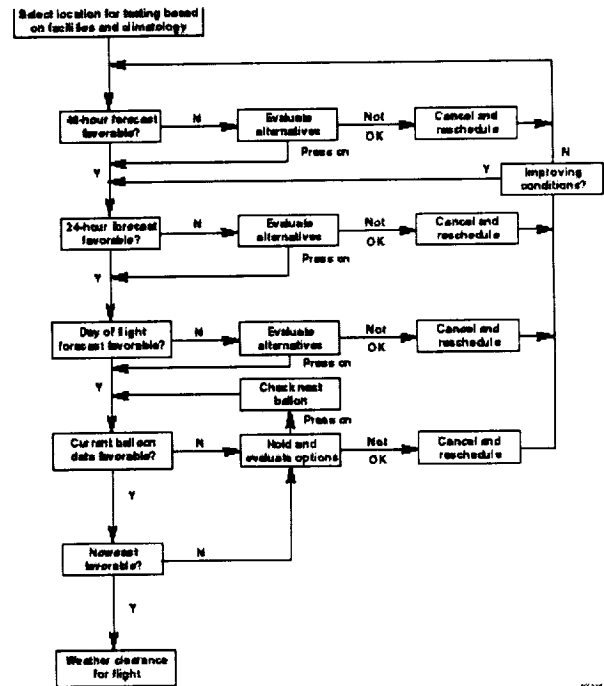 Select location for testing based
on facilities and climatology
48-hour forecast
favorable?
N
Evaluate
alternatives
Not
OK
Cancel and
reschedule
Press on
Y
N
Y
Improving
conditions?
24-hour forecast
favorable?
N
Evaluate
alternatives
Not
OK
Cancel and
reschedule
Press on
Y
Day of flight
forecast favorable?
N
Evaluate
alternatives
Not
OK
Cancel and
reschedule
Press on
Y
Check next
ballon
Press on
Current balloon
data favorable?
N
Hold and
evaluate options
Not
OK
Cancel and
reschedule
Y
Nowcast
favorable?
N
Y
Weather clearance
for flight